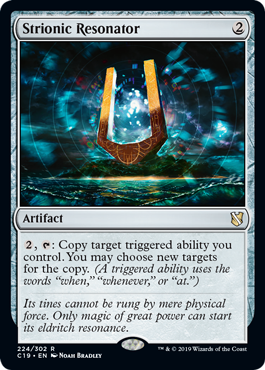 Strionic Resonator 2
Artifact
2, T: Copy target triggered ability you
control. You may choose new targets
for the copy. (A triggered ability uses the
words “when,” “whenever,” or “at.”)
Its tines cannot be rung by mere physical
force. Only magic of great power can stir
its eldritch resonance.
224/302 R
C19 • EN NOAH BRADLEY
™ & © 2019 Wizards of the Coast